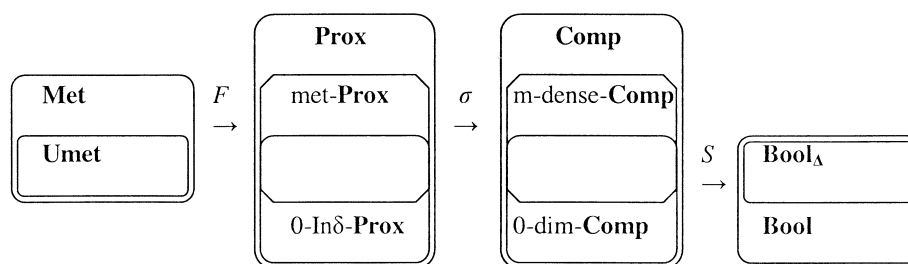 Prox Comp
Met F met-Prox σ m-dense-Comp
→ →
Umet S Bool_Δ
→
0-Inδ-Prox 0-dim-Comp Bool